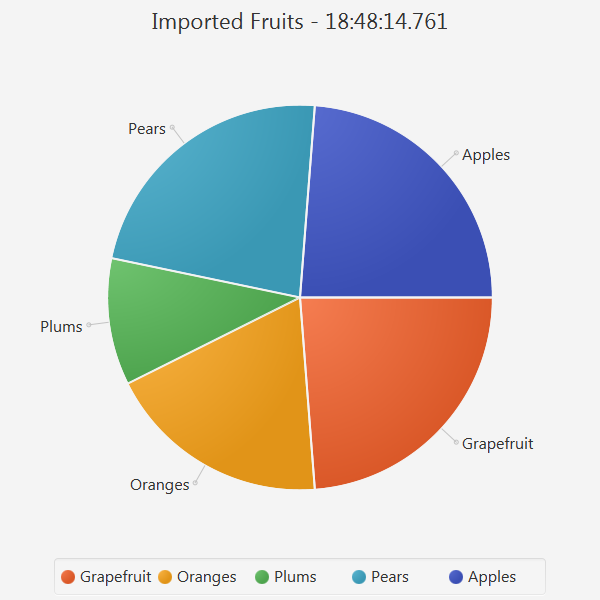 Imported Fruits - 18:48:14.761
Pears
Apples
Plums
Grapefruit
Oranges
Grapefruit Oranges Plums Pears Apples